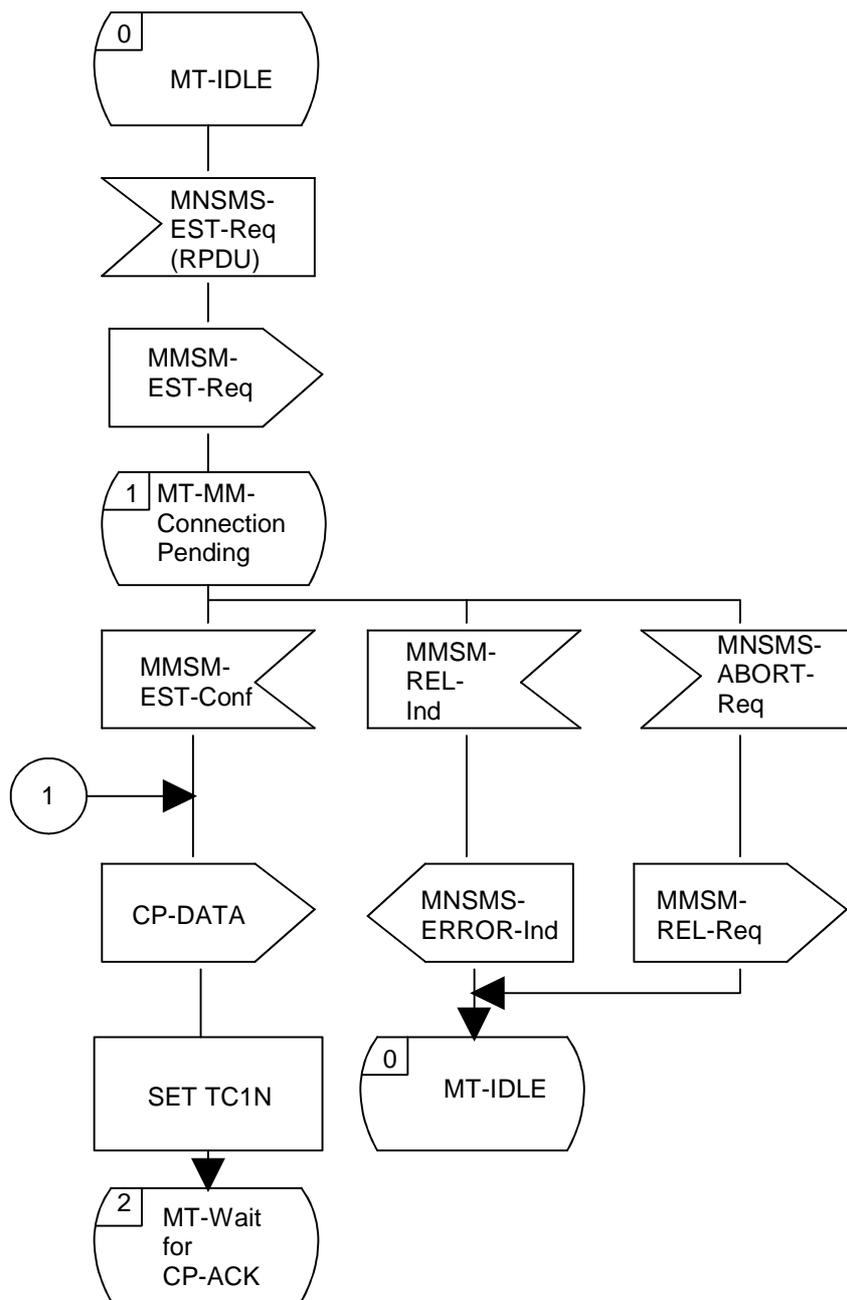 0
MT-IDLE
MNSMS-
EST-Req
(RPDU)
MMSM-
EST-Req
1
MT-MM-
Connection
Pending
MMSM-
EST-Conf
MMSM-
REL-
Ind
MNSMS-
ABORT-
Req
1
CP-DATA
MNSMS-
ERROR-Ind
MMSM-
REL-Req
SET TC1N
0
MT-IDLE
2
MT-Wait
for
CP-ACK